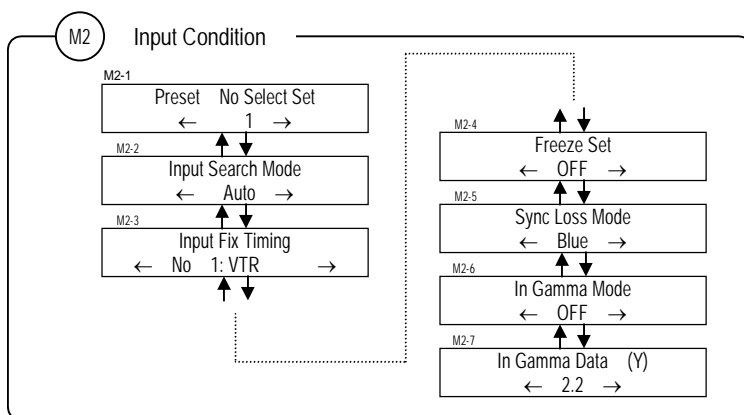 M2 Input Condition
M2-1
Preset No Select Set
← 1 →
M2-2
Input Search Mode
← Auto →
M2-3
Input Fix Timing
← No 1: VTR →
M2-4
Freeze Set
← OFF →
M2-5
Sync Loss Mode
← Blue →
M2-6
In Gamma Mode
← OFF →
M2-7
In Gamma Data (Y)
← 2.2 →